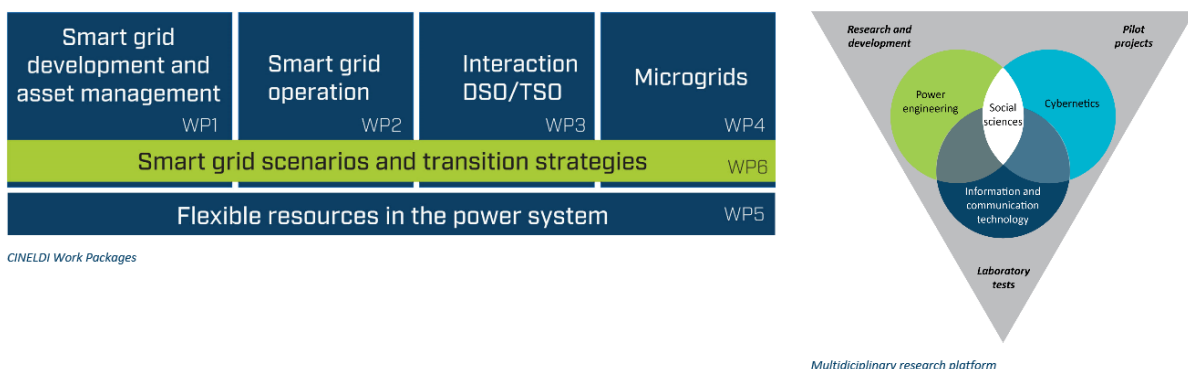 Smart grid
development and
asset management
WP1
Smart grid
operation
WP2
Interaction
DSO/TSO
WP3
Microgrids
WP4
Smart grid scenarios and transition strategies
WP6
Flexible resources in the power system
WP5
CINELDI Work Packages
Research and
development
Pilot
projects
Power
engineering
Social
sciences
Cybernetics
Information and
communication
technology
Laboratory
tests
Multidiciplinary research platform